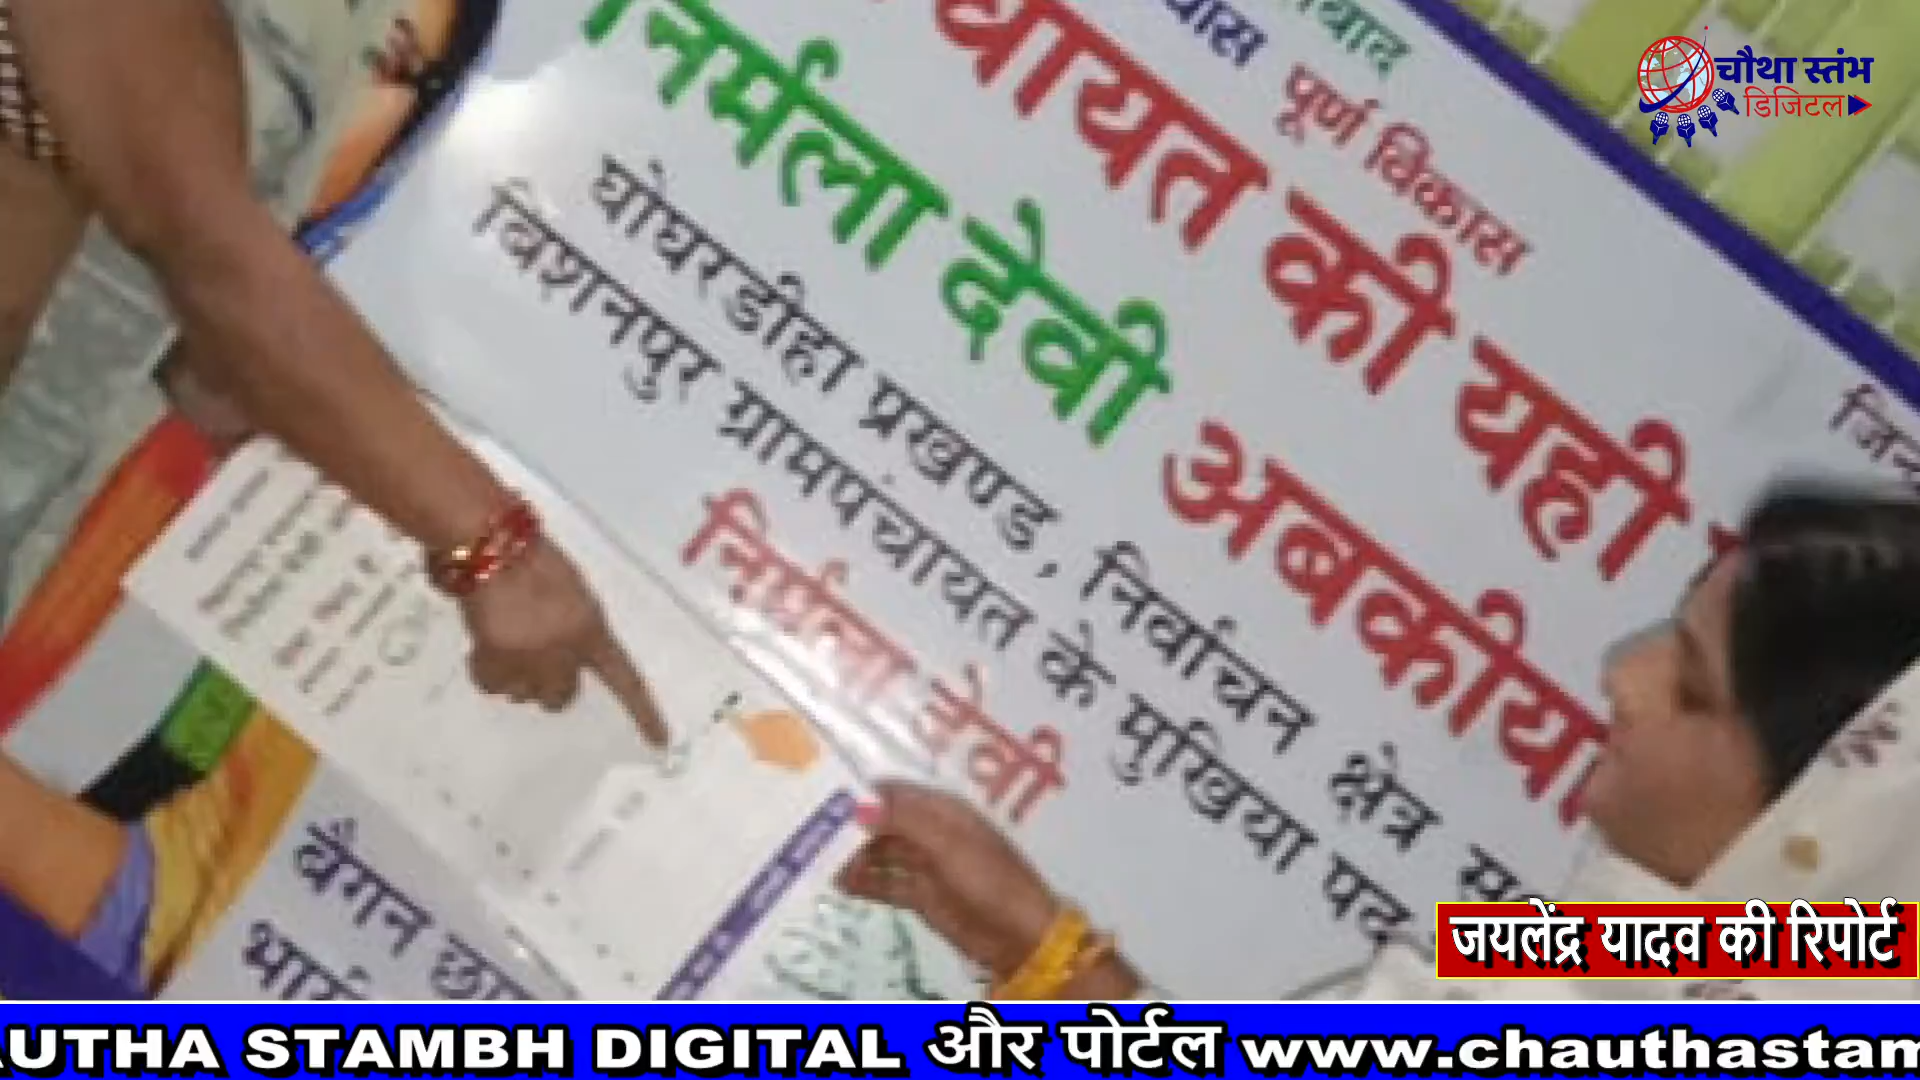 पूर्ण विकास
पंचायत की यही
निर्मला देवी अबकीया
घोघरडीहा प्रखण्ड, निर्वाचन क्षेत्र
बिशनपुर ग्रामपंचायत के मुखिया पद
निर्मला देवी
बैगन छा
चौथा स्तंभ
डिजिटल
जयलेंद्र यादव की रिपोर्ट
AUTHA STAMBH DIGITAL और पोर्टल www.chauthastam